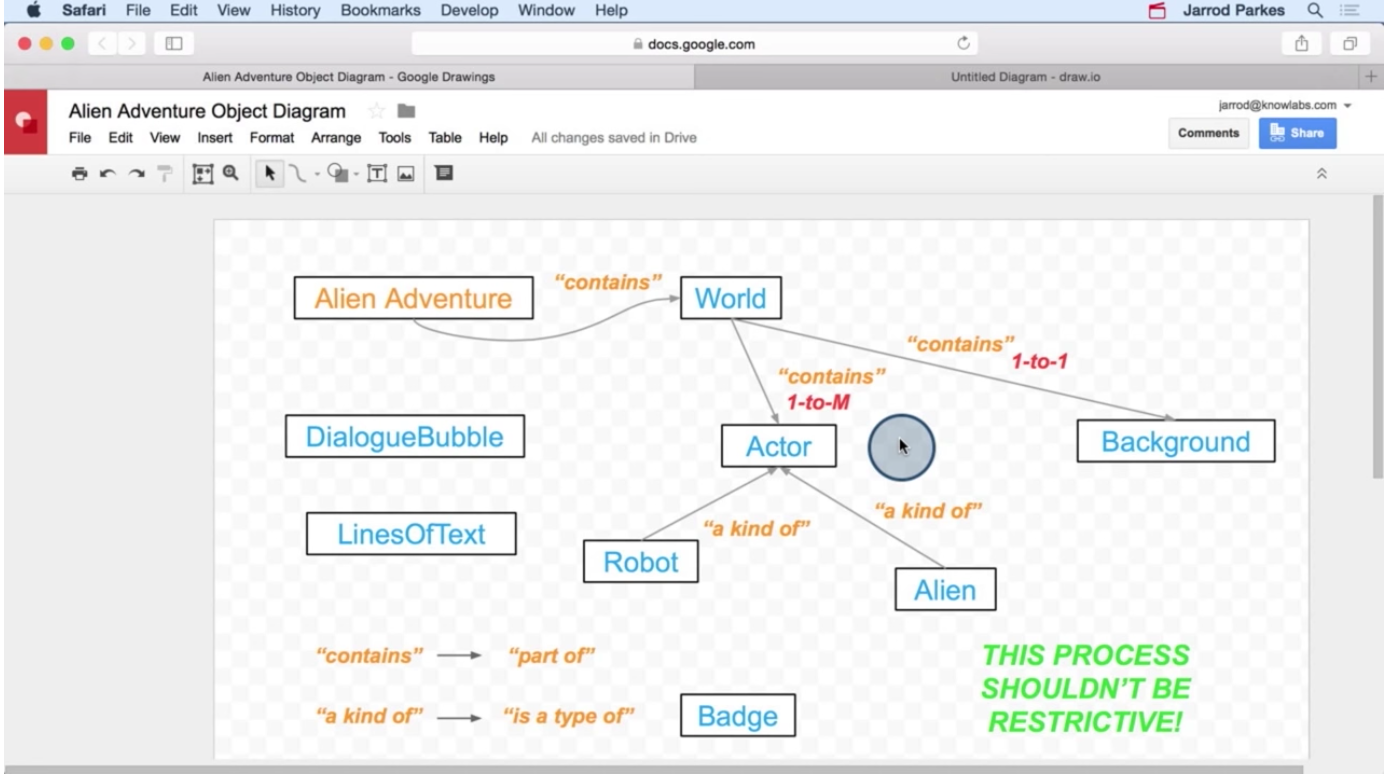 Safari File Edit View History Bookmarks Develop Window Help Jarrod Parkes
docs.google.com
Alien Adventure Object Diagram - Google Drawings Untitled Diagram - draw.io
Alien Adventure Object Diagram jarrod@knowlabs.com
File Edit View Insert Format Arrange Tools Table Help All changes saved in Drive Comments Share
Alien Adventure “contains” World
“contains” 1-to-1
“contains”
1-to-M
DialogueBubble Actor Background
“a kind of” “a kind of”
LinesOfText Robot Alien
“contains” “part of”
“a kind of” “is a type of” Badge
THIS PROCESS
SHOULDN'T BE
RESTRICTIVE!